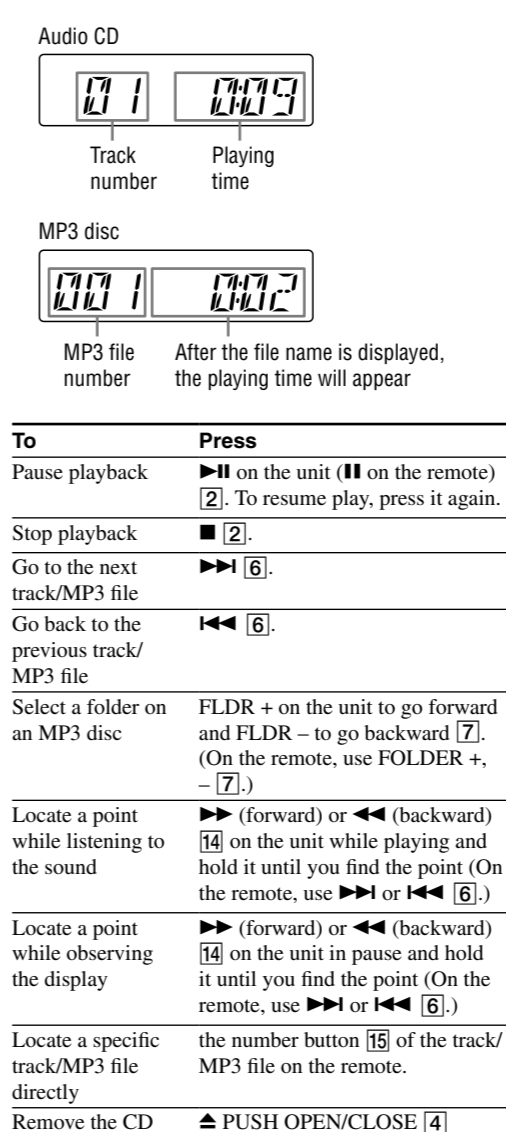 Audio CD
01 0:09
Track number
Playing time
MP3 disc
001 0:02
MP3 file number
After the file name is displayed, the playing time will appear
To Press
Pause playback
▶II on the unit (II on the remote)
[2]. To resume play, press it again.
Stop playback
■ [2].
Go to the next
track/MP3 file
▶▶I [6].
Go back to the
previous track/
MP3 file
I◀◀ [6].
Select a folder on
an MP3 disc
FLDR + on the unit to go forward
and FLDR – to go backward [7].
(On the remote, use FOLDER +,
– [7].)
Locate a point
while listening to
the sound
▶▶ (forward) or ◀◀ (backward)
[14] on the unit while playing and
hold it until you find the point (On
the remote, use ▶▶I or I◀◀ [6].)
Locate a point
while observing
the display
▶▶ (forward) or ◀◀ (backward)
[14] on the unit in pause and hold
it until you find the point (On the
remote, use ▶▶I or I◀◀ [6].)
Locate a specific
track/MP3 file
directly
the number button [15] of the track/
MP3 file on the remote.
Remove the CD
⏏ PUSH OPEN/CLOSE [4]